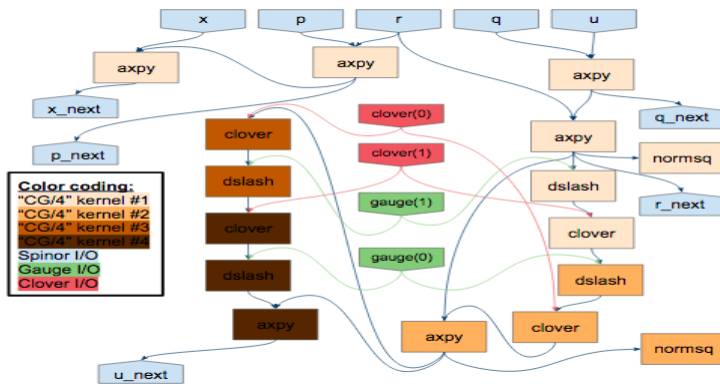 x p r q u
axpy axpy axpy
x_next q_next
clover clover(0) axpy normsq
p_next clover(1)
Color coding: dslash dslash r_next
"CG/4" kernel #1 gauge(1)
"CG/4" kernel #2 clover clover
"CG/4" kernel #3
"CG/4" kernel #4
Spinor I/O dslash gauge(0) dslash
Gauge I/O
Clover I/O
axpy axpy clover normsq
u_next